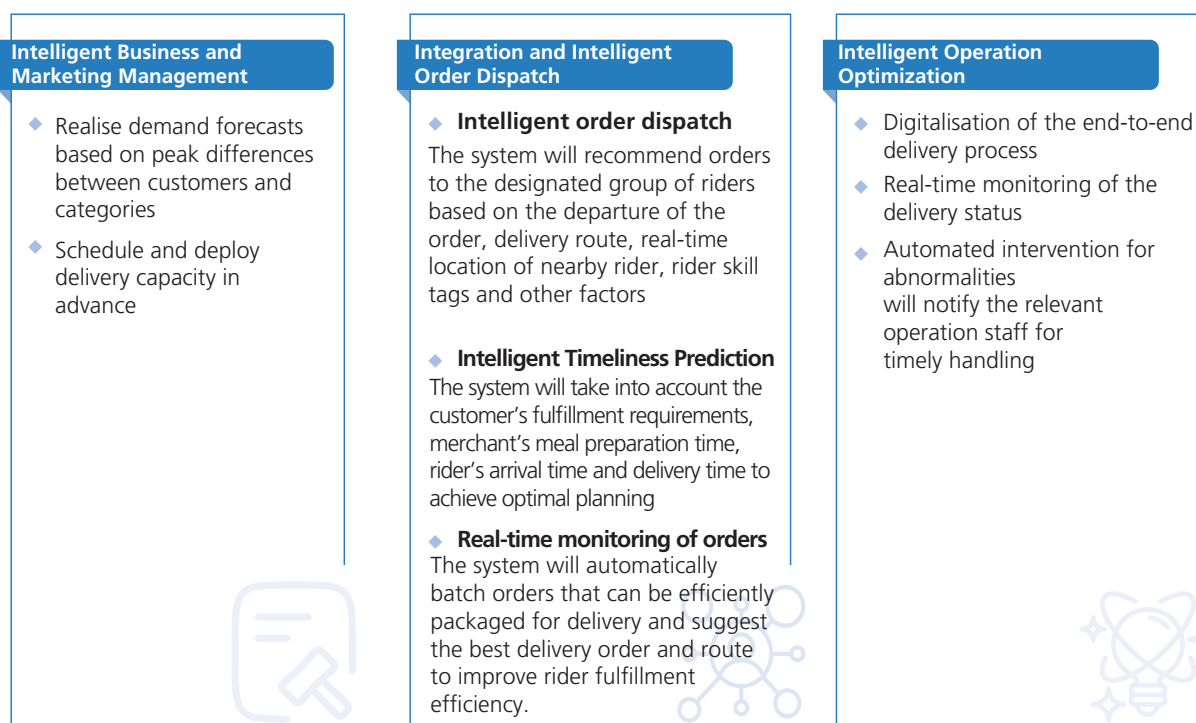 Intelligent Business and
Marketing Management
Realise demand forecasts
based on peak differences
between customers and
categories
Schedule and deploy
delivery capacity in
advance
Integration and Intelligent
Order Dispatch
Intelligent order dispatch
The system will recommend orders
to the designated group of riders
based on the departure of the
order, delivery route, real-time
location of nearby rider, rider skill
tags and other factors
Intelligent Timeliness Prediction
The system will take into account the
customer’s fulfillment requirements,
merchant’s meal preparation time,
rider’s arrival time and delivery time to
achieve optimal planning
Real-time monitoring of orders
The system will automatically
batch orders that can be efficiently
packaged for delivery and suggest
the best delivery order and route
to improve rider fulfillment
efficiency.
Intelligent Operation
Optimization
Digitalisation of the end-to-end
delivery process
Real-time monitoring of the
delivery status
Automated intervention for
abnormalities
will notify the relevant
operation staff for
timely handling